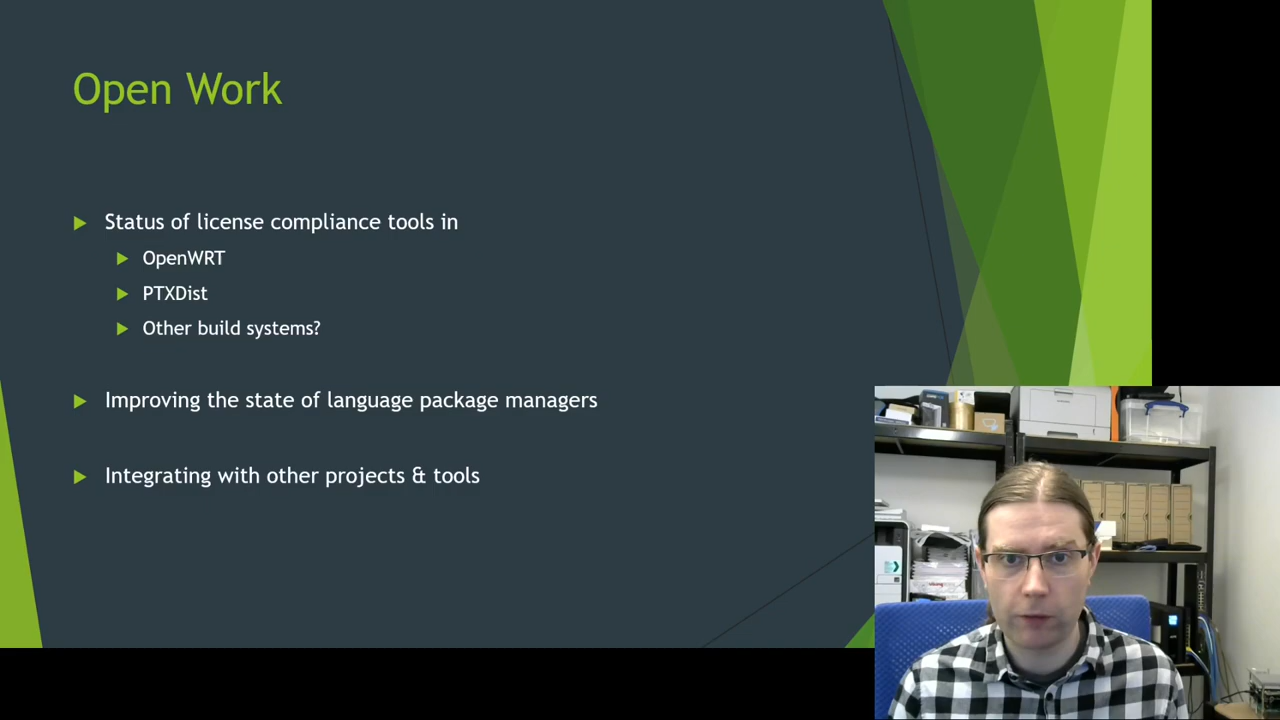 Open Work
Status of license compliance tools in
OpenWRT
PTXDist
Other build systems?
Improving the state of language package managers
Integrating with other projects & tools